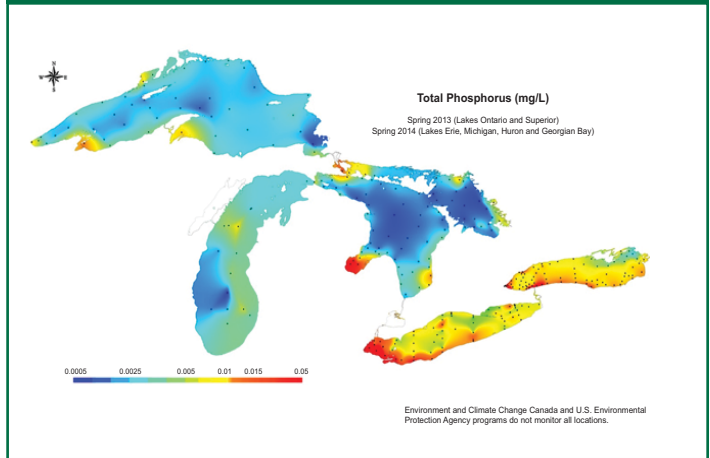 N
W E
S
Total Phosphorus (mg/L)
Spring 2013 (Lakes Ontario and Superior)
Spring 2014 (Lakes Erie, Michigan, Huron and Georgian Bay)
0.0005 0.0025 0.005 0.01 0.015 0.05
Environment and Climate Change Canada and U.S. Environmental
Protection Agency programs do not monitor all locations.